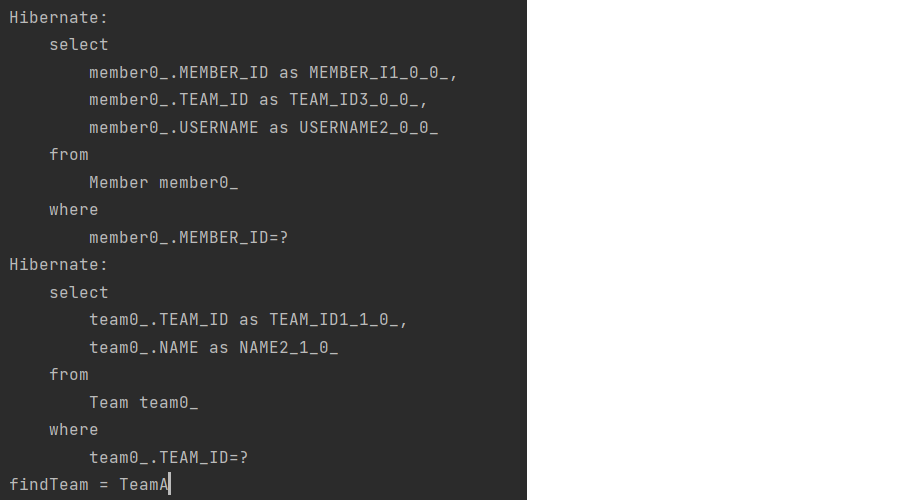 Hibernate:
    select
        member0_.MEMBER_ID as MEMBER_I1_0_0_,
        member0_.TEAM_ID as TEAM_ID3_0_0_,
        member0_.USERNAME as USERNAME2_0_0_
    from
        Member member0_
    where
        member0_.MEMBER_ID=?
Hibernate:
    select
        team0_.TEAM_ID as TEAM_ID1_1_0_,
        team0_.NAME as NAME2_1_0_
    from
        Team team0_
    where
        team0_.TEAM_ID=?
findTeam = TeamA